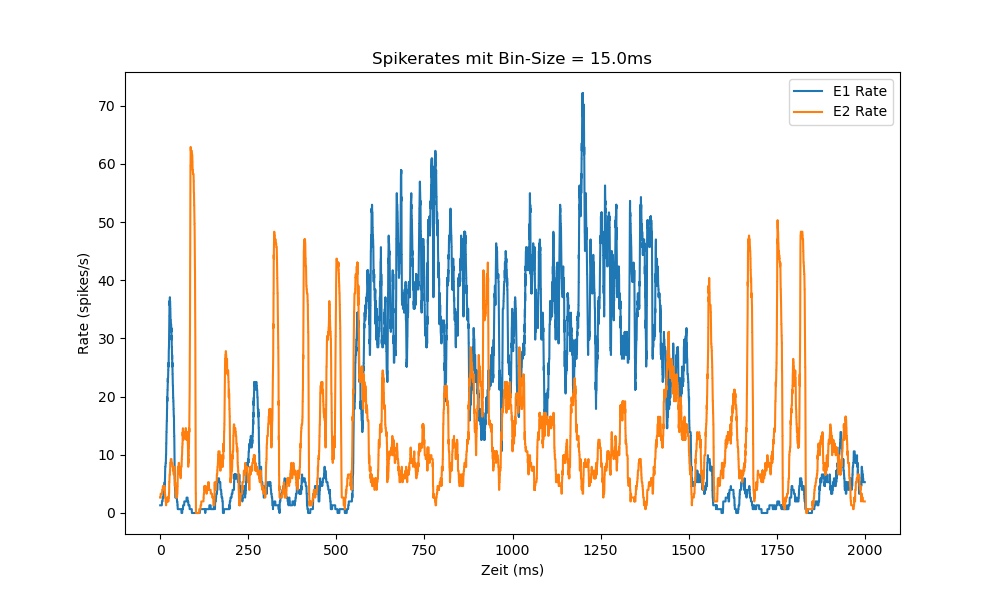 Spikerates mit Bin-Size = 15.0ms
E1 Rate
E2 Rate
Rate (spikes/s)
70
60
50
40
30
20
10
0
0 250 500 750 1000 1250 1500 1750 2000
Zeit (ms)